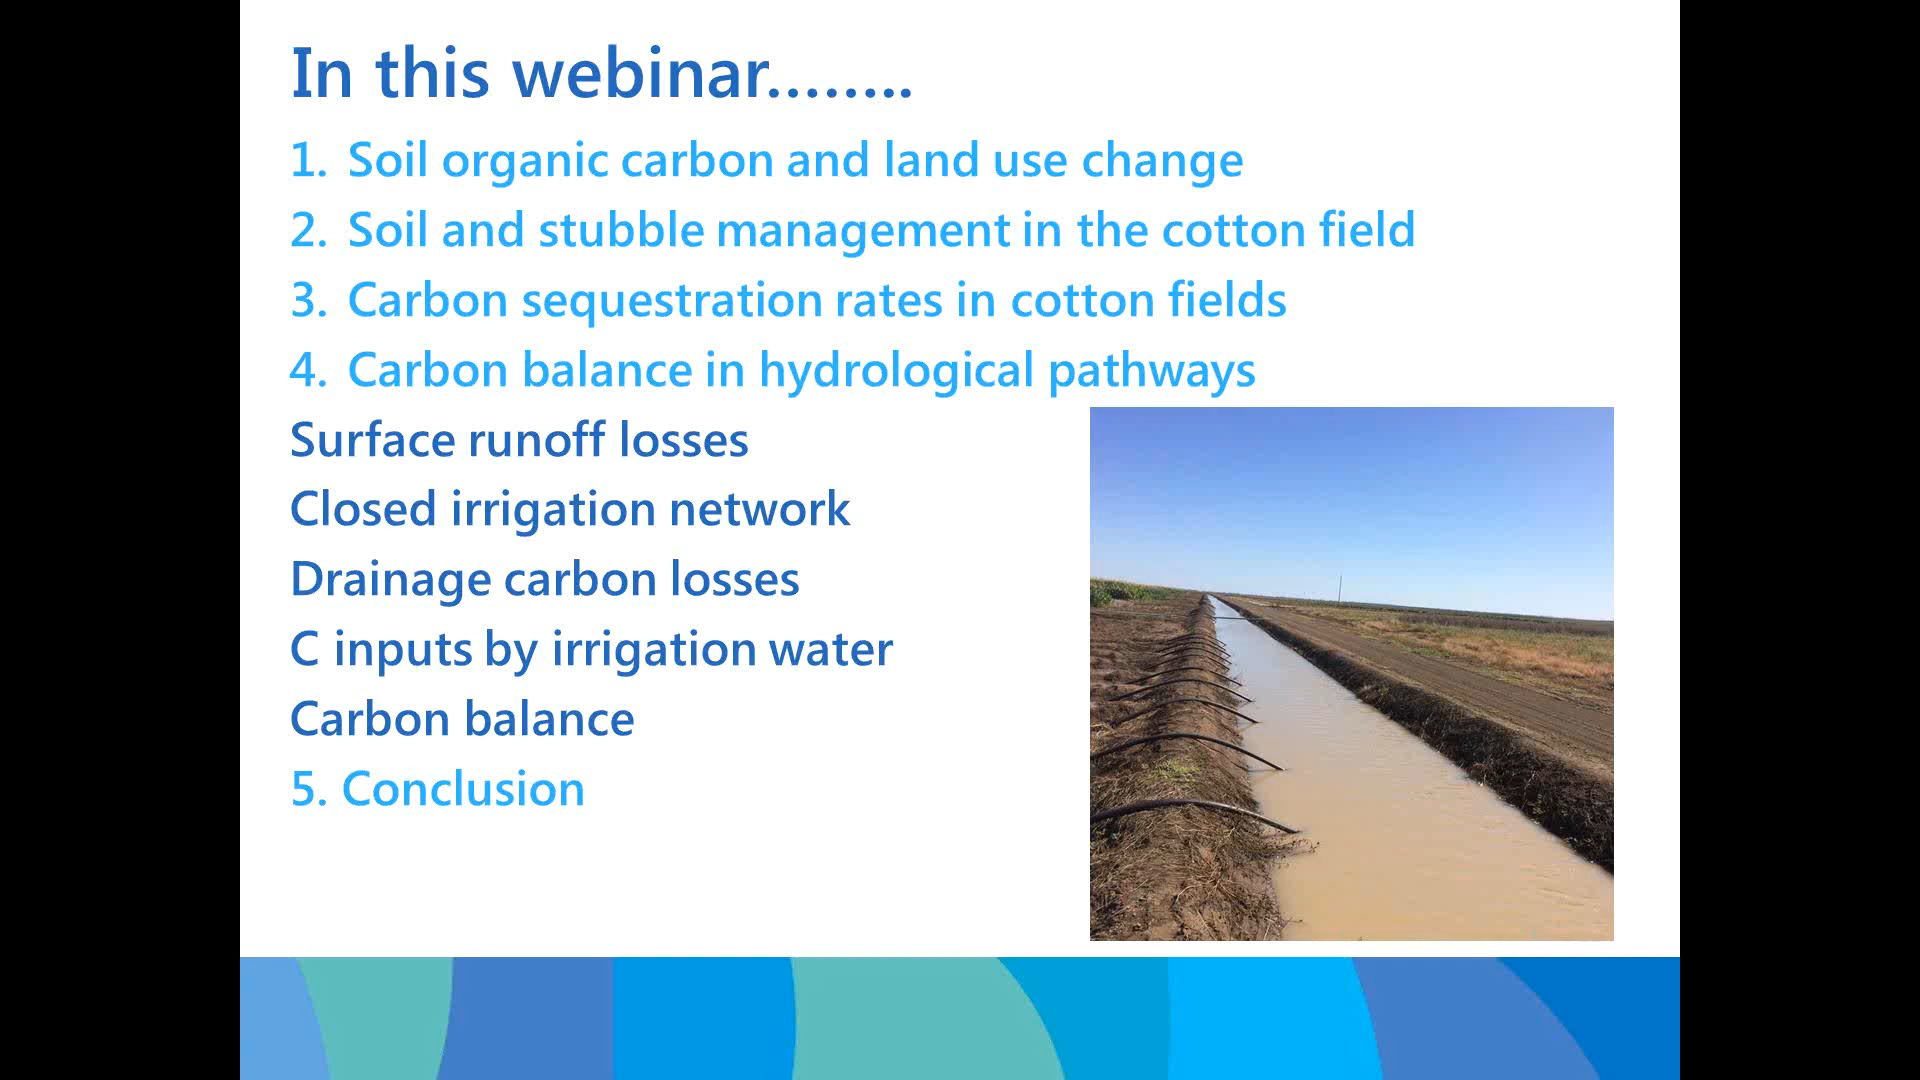 In this webinar........
1. Soil organic carbon and land use change
2. Soil and stubble management in the cotton field
3. Carbon sequestration rates in cotton fields
4. Carbon balance in hydrological pathways
Surface runoff losses
Closed irrigation network
Drainage carbon losses
C inputs by irrigation water
Carbon balance
5. Conclusion